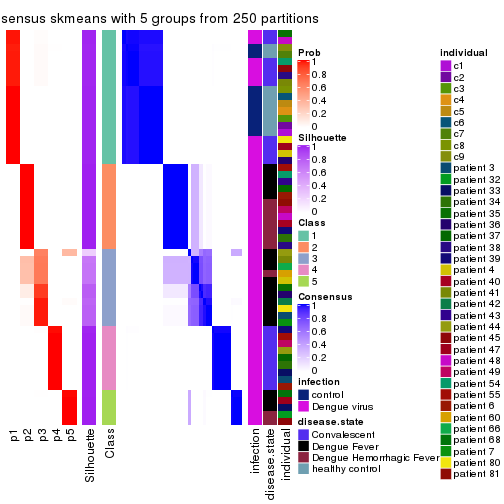 sensus skmeans with 5 groups from 250 partitions
p1
p2
p3
p4
p5
Silhouette
Class
infection
disease.state
individual
Prob
1
0.8
0.6
0.4
0.2
0
Silhouette
1
0.8
0.6
0.4
0.2
0
Class
1
2
3
4
5
Consensus
1
0.8
0.6
0.4
0.2
0
infection
control
Dengue virus
disease.state
Convalescent
Dengue Fever
Dengue Hemorrhagic Fever
healthy control
individual
c1
c2
c3
c4
c5
c6
c7
c8
c9
patient 3
patient 32
patient 33
patient 34
patient 35
patient 36
patient 37
patient 38
patient 39
patient 4
patient 40
patient 41
patient 42
patient 43
patient 44
patient 45
patient 47
patient 48
patient 49
patient 54
patient 55
patient 6
patient 60
patient 66
patient 68
patient 7
patient 80
patient 81